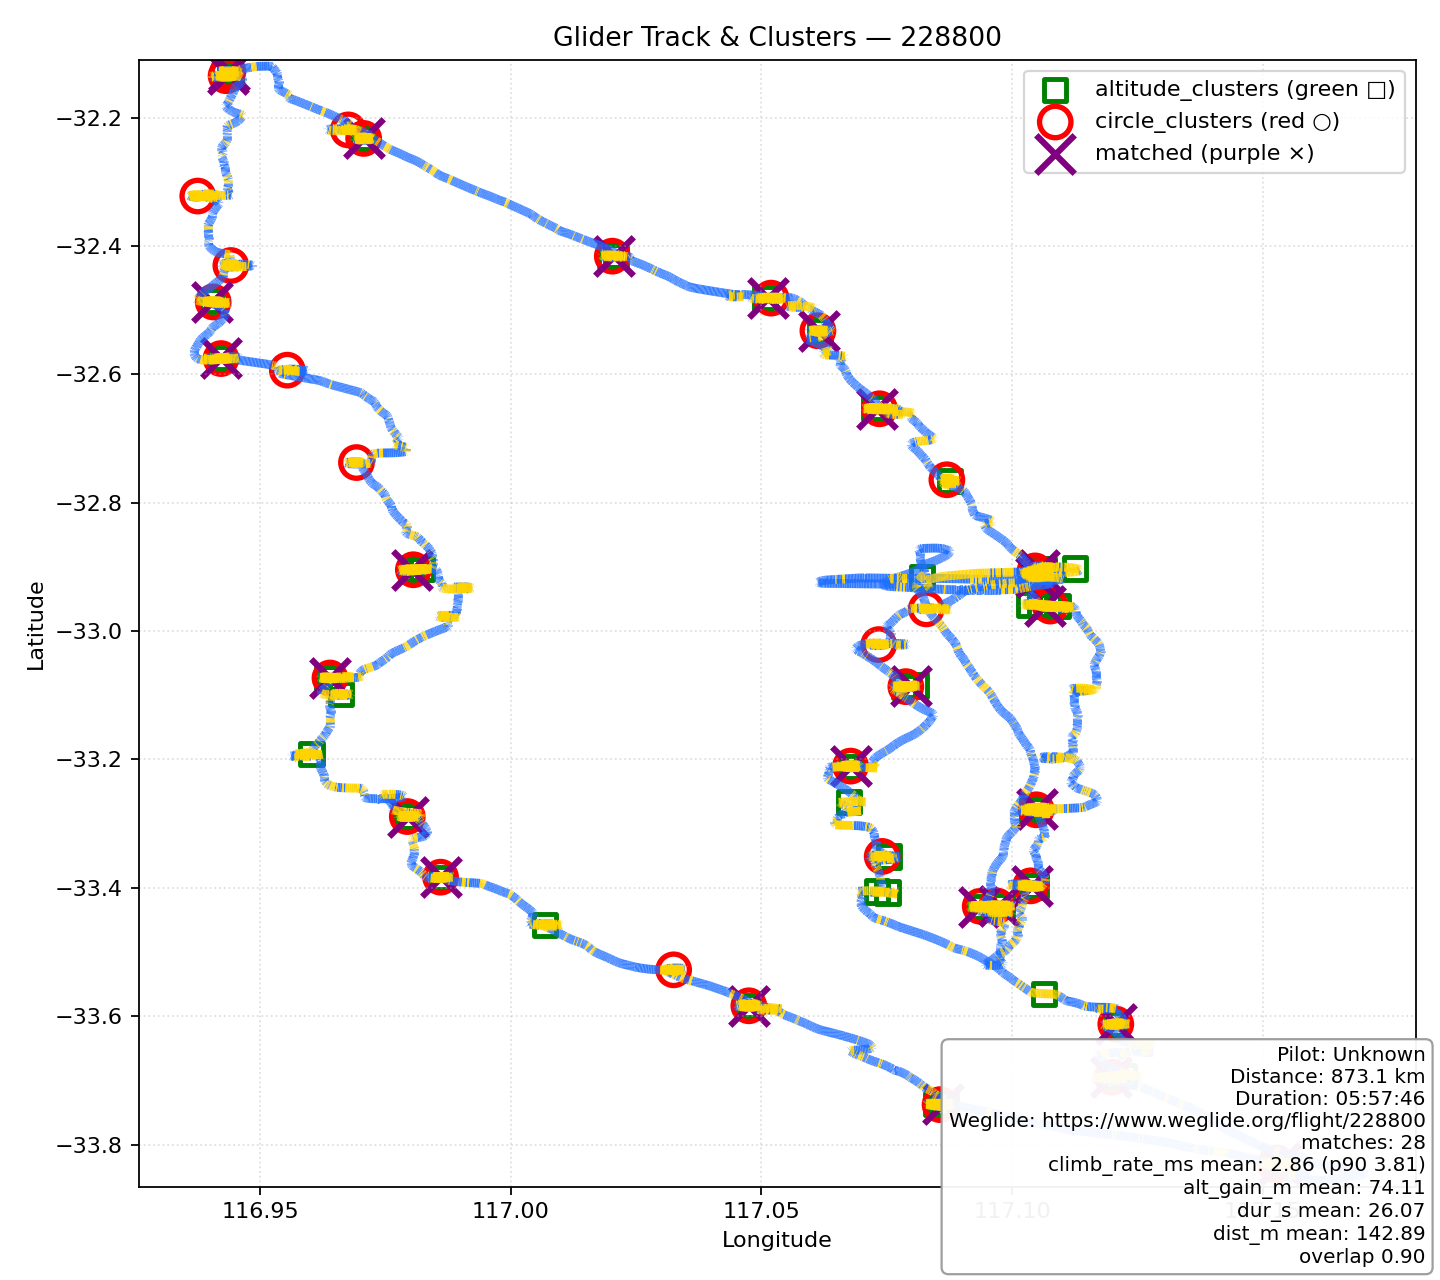 Glider Track & Clusters — 228800
altitude_clusters (green □)
circle_clusters (red ○)
matched (purple ×)
Latitude
−32.2
−32.4
−32.6
−32.8
−33.0
−33.2
−33.4
−33.6
−33.8
116.95
117.00
117.05
117.10
Longitude
Pilot: Unknown
Distance: 873.1 km
Duration: 05:57:46
Weglide: https://www.weglide.org/flight/228800
matches: 28
climb_rate_ms mean: 2.86 (p90 3.81)
alt_gain_m mean: 74.11
dur_s mean: 26.07
dist_m mean: 142.89
overlap 0.90